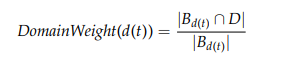 DomainWeight(d(t)) = |B_{d(t)} ∩ D| / |B_{d(t)}|